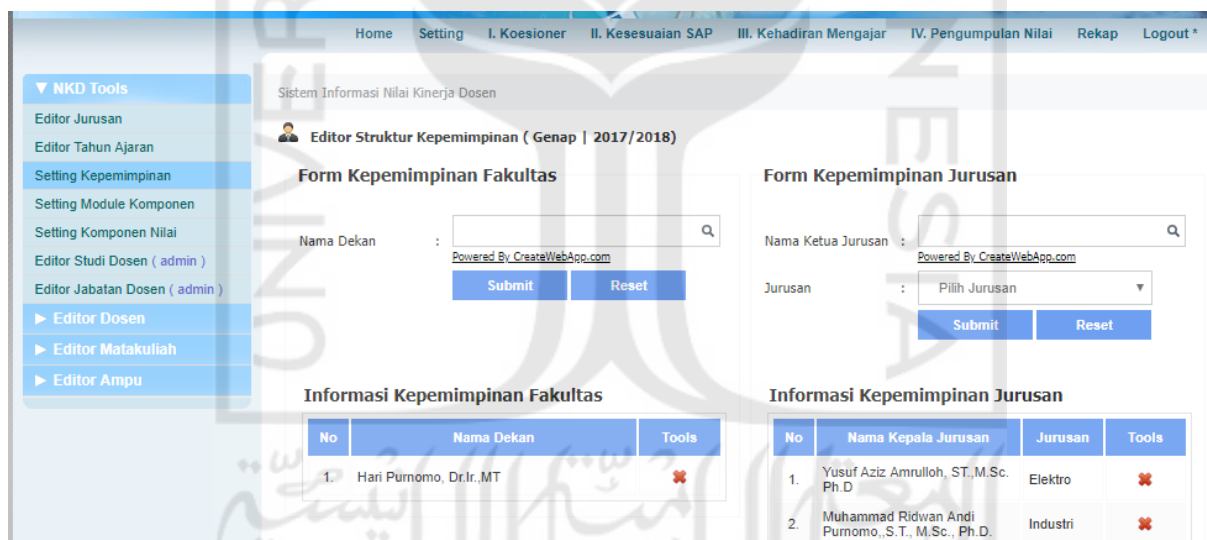 Home Setting I. Koesioner II. Kesesuaian SAP III. Kehadiran Mengajar IV. Pengumpulan Nilai Rekap Logout *
▼ NKD Tools
Editor Jurusan
Editor Tahun Ajaran
Setting Kepemimpinan
Setting Module Komponen
Setting Komponen Nilai
Editor Studi Dosen ( admin )
Editor Jabatan Dosen ( admin )
► Editor Dosen
► Editor Matakuliah
► Editor Ampu
Sistem Informasi Nilai Kinerja Dosen
Editor Struktur Kepemimpinan ( Genap | 2017/2018)
Form Kepemimpinan Fakultas
Nama Dekan :
Powered By CreateWebApp.com
Submit Reset
Form Kepemimpinan Jurusan
Nama Ketua Jurusan :
Powered By CreateWebApp.com
Jurusan : Pilih Jurusan ▼
Submit Reset
Informasi Kepemimpinan Fakultas
No Nama Dekan Tools
1. Hari Purnomo, Dr.Ir.,MT
Informasi Kepemimpinan Jurusan
No Nama Kepala Jurusan Jurusan Tools
1. Yusuf Aziz Amrulloh, ST.,M.Sc. Elektro
Ph.D
2. Muhammad Ridwan Andi Industri
Purnomo,,S.T., M.Sc., Ph.D.